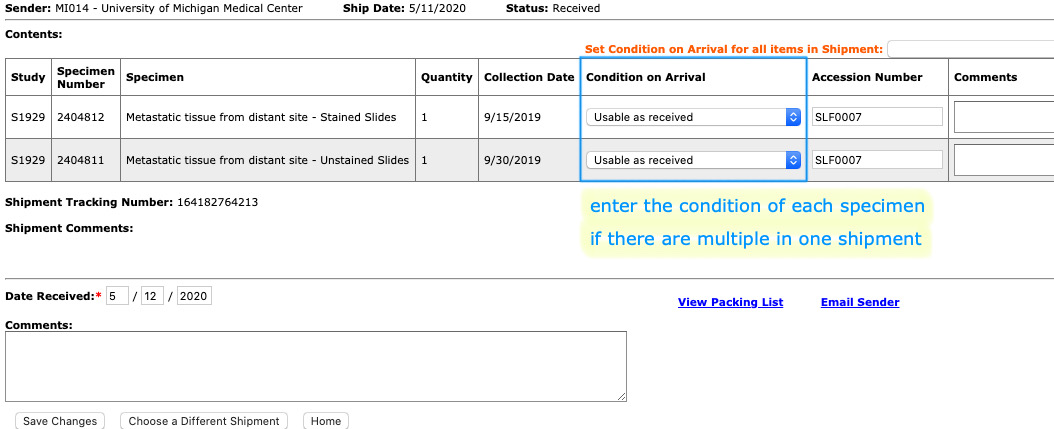 Sender: MI014 - University of Michigan Medical Center Ship Date: 5/11/2020 Status: Received
Contents:
Set Condition on Arrival for all items in Shipment:
Study Specimen Number Specimen Quantity Collection Date Condition on Arrival Accession Number Comments
S1929 2404812 Metastatic tissue from distant site - Stained Slides 1 9/15/2019 Usable as received SLF0007
S1929 2404811 Metastatic tissue from distant site - Unstained Slides 1 9/30/2019 Usable as received SLF0007
Shipment Tracking Number: 164182764213
enter the condition of each specimen
Shipment Comments:
if there are multiple in one shipment
Date Received:* 5 / 12 / 2020
View Packing List Email Sender
Comments:
Save Changes Choose a Different Shipment Home